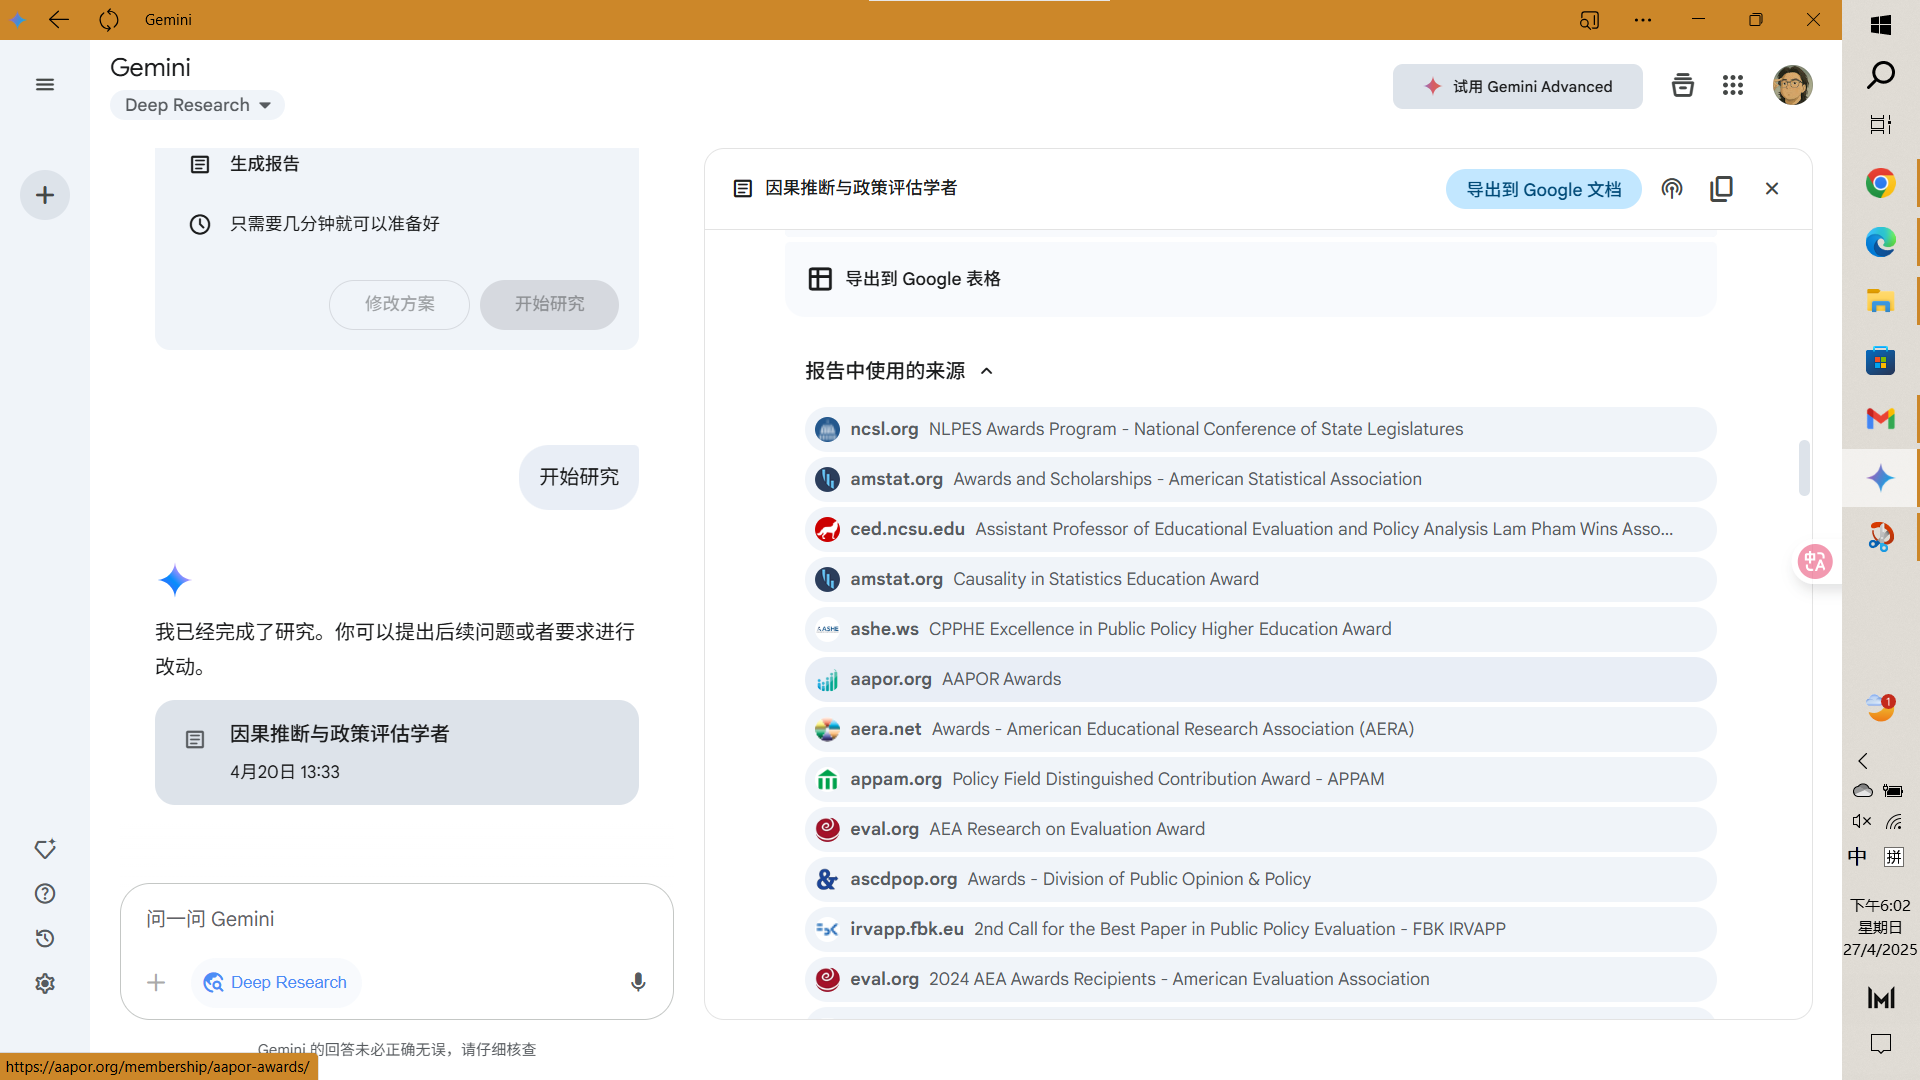 Gemini
Gemini
Deep Research
试用 Gemini Advanced
生成报告
只需要几分钟就可以准备好
修改方案
开始研究
开始研究
我已经完成了研究。你可以提出后续问题或者要求进行
改动。
因果推断与政策评估学者
4月20日 13:33
问一问 Gemini
Deep Research
Gemini 的回答未必正确无误，请仔细核查
https://aapor.org/membership/aapor-awards/
因果推断与政策评估学者
导出到 Google 文档
导出到 Google 表格
报告中使用的来源
ncsl.org NLPES Awards Program - National Conference of State Legislatures
amstat.org Awards and Scholarships - American Statistical Association
ced.ncsu.edu Assistant Professor of Educational Evaluation and Policy Analysis Lam Pham Wins Asso...
amstat.org Causality in Statistics Education Award
ASHE ashe.ws CPPHE Excellence in Public Policy Higher Education Award
aapor.org AAPOR Awards
aera.net Awards - American Educational Research Association (AERA)
appam.org Policy Field Distinguished Contribution Award - APPAM
eval.org AEA Research on Evaluation Award
& ascdpop.org Awards - Division of Public Opinion & Policy
irvapp.fbk.eu 2nd Call for the Best Paper in Public Policy Evaluation - FBK IRVAPP
eval.org 2024 AEA Awards Recipients - American Evaluation Association
中A
1
中 拼
下午6:02
星期日
27/4/2025